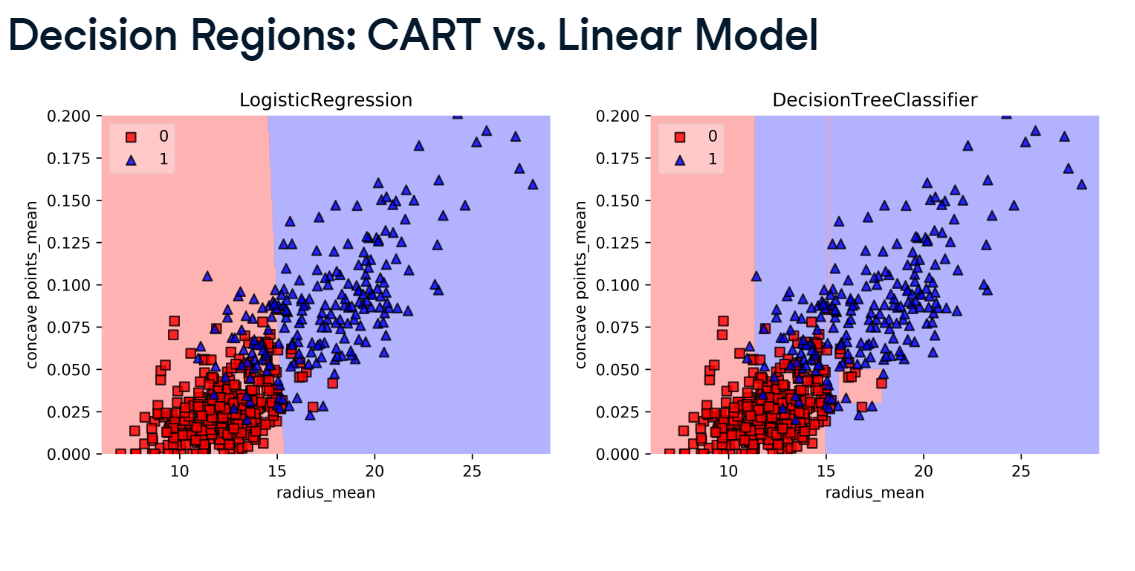 Decision Regions: CART vs. Linear Model
LogisticRegression
0
1
0.200
0.175
0.150
0.125
0.100
0.075
0.050
0.025
0.000
concave points_mean
10 15 20 25
radius_mean
DecisionTreeClassifier
0
1
0.200
0.175
0.150
0.125
0.100
0.075
0.050
0.025
0.000
concave points_mean
10 15 20 25
radius_mean